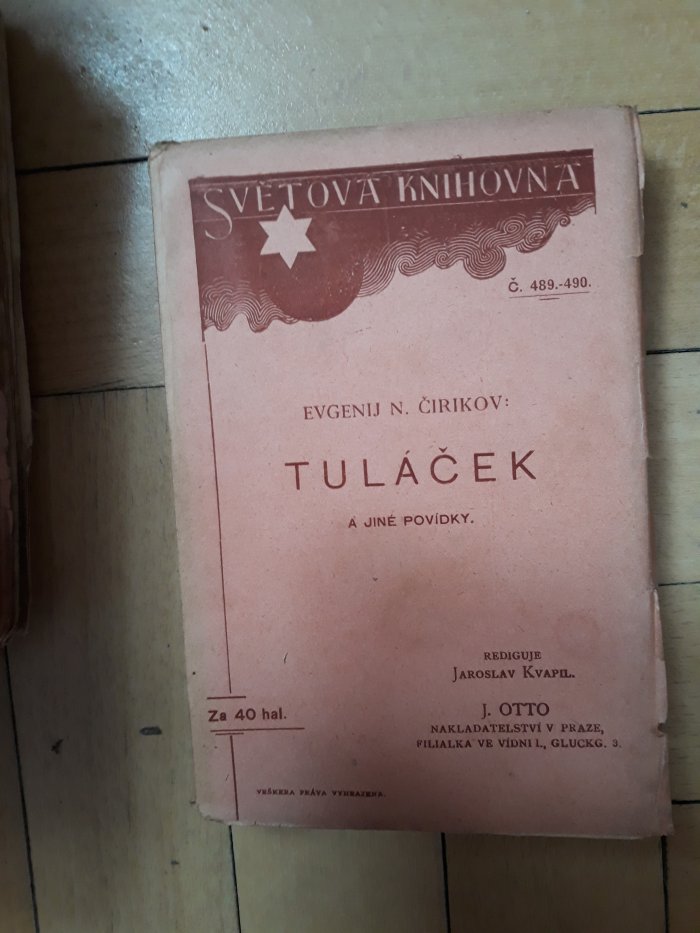 SVĚTOVÁ KNIHOVNA
Č. 489.-490.
EVGENIJ N. ČIRIKOV:
TULÁČEK
A JINÉ POVÍDKY.
REDIGUJE
JAROSLAV KVAPIL.
Za 40 hal.
J. OTTO
NAKLADATELSTVÍ V PRAZE,
FILIALKA VE VÍDNI I., GLUCKG. 3.
VEŠKERA PRÁVA VYHRAZENA.